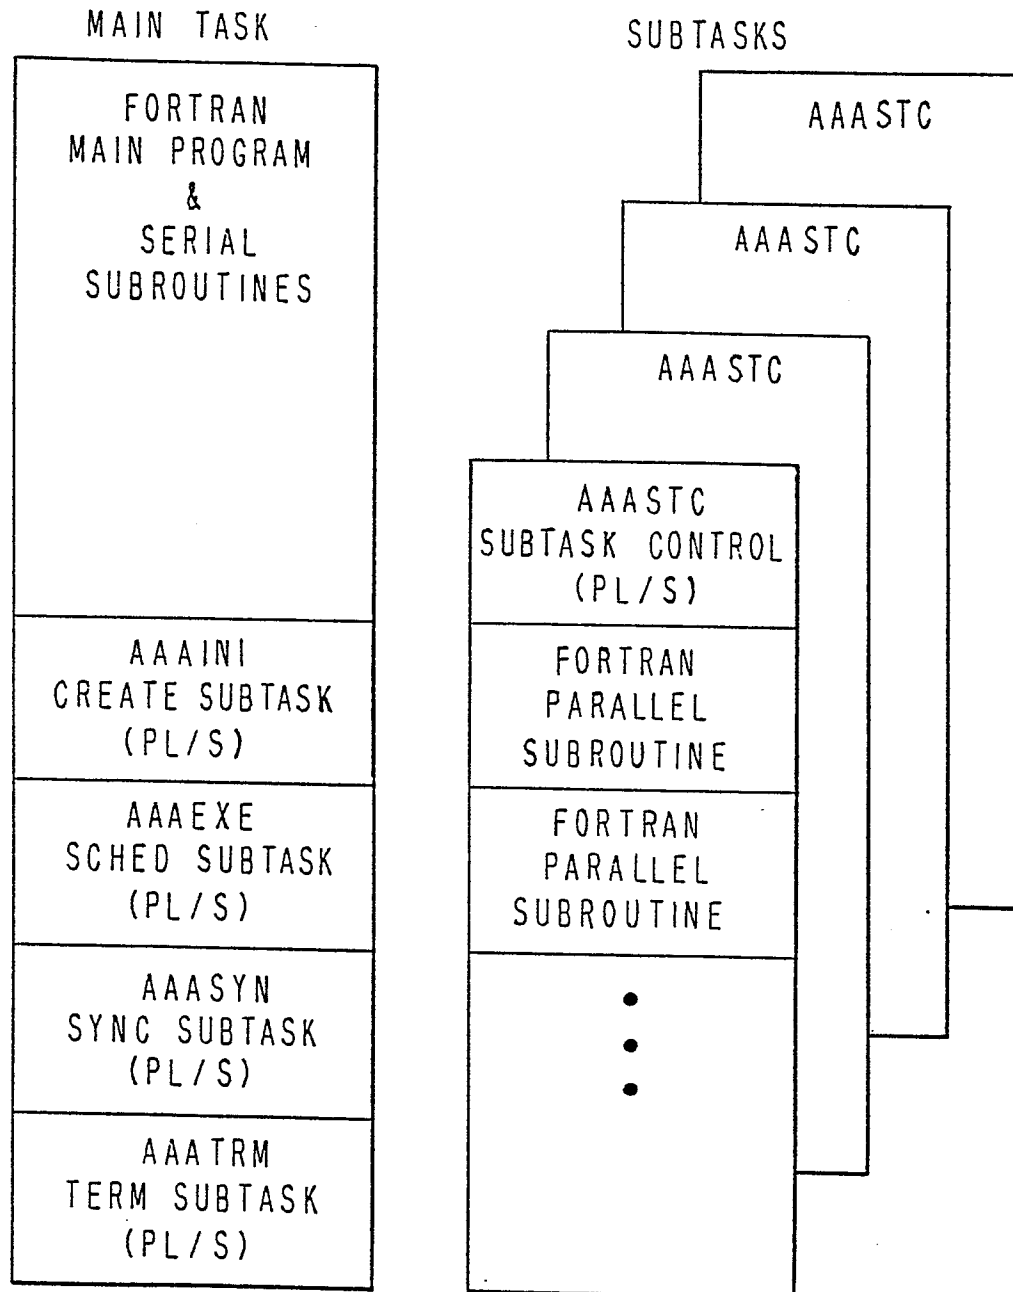 MAIN TASK
FORTRAN
MAIN PROGRAM
&
SERIAL
SUBROUTINES
AAAINI
CREATE SUBTASK
(PL/S)
AAAEXE
SCHED SUBTASK
(PL/S)
AAASYN
SYNC SUBTASK
(PL/S)
AAATRM
TERM SUBTASK
(PL/S)
SUBTASKS
AAASTC
AAASTC
AAASTC
AAASTC
SUBTASK CONTROL
(PL/S)
FORTRAN
PARALLEL
SUBROUTINE
FORTRAN
PARALLEL
SUBROUTINE